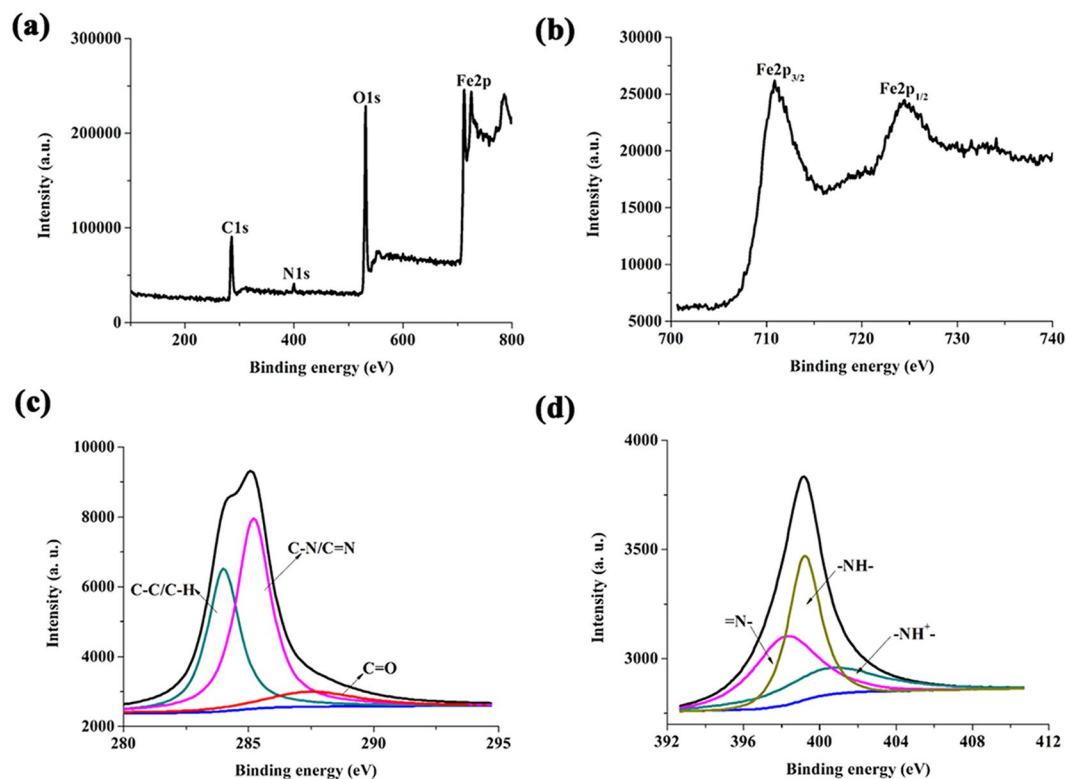 (a)
300000
200000
100000
0
Intensity (a.u.)
C1s
N1s
O1s
Fe2p
200
400
600
800
Binding energy (eV)
(b)
30000
25000
20000
15000
10000
5000
Intensity (a.u.)
Fe2p3/2
Fe2p1/2
700
710
720
730
740
Binding energy (eV)
(c)
10000
8000
6000
4000
2000
Intensity (a. u.)
C-C/C-H
C-N/C=N
C=O
280
285
290
295
Binding energy (eV)
(d)
4000
3500
2800
Intensity (a. u.)
=N-
-NH-
-NH+-
392
396
400
404
408
412
Binding energy (eV)